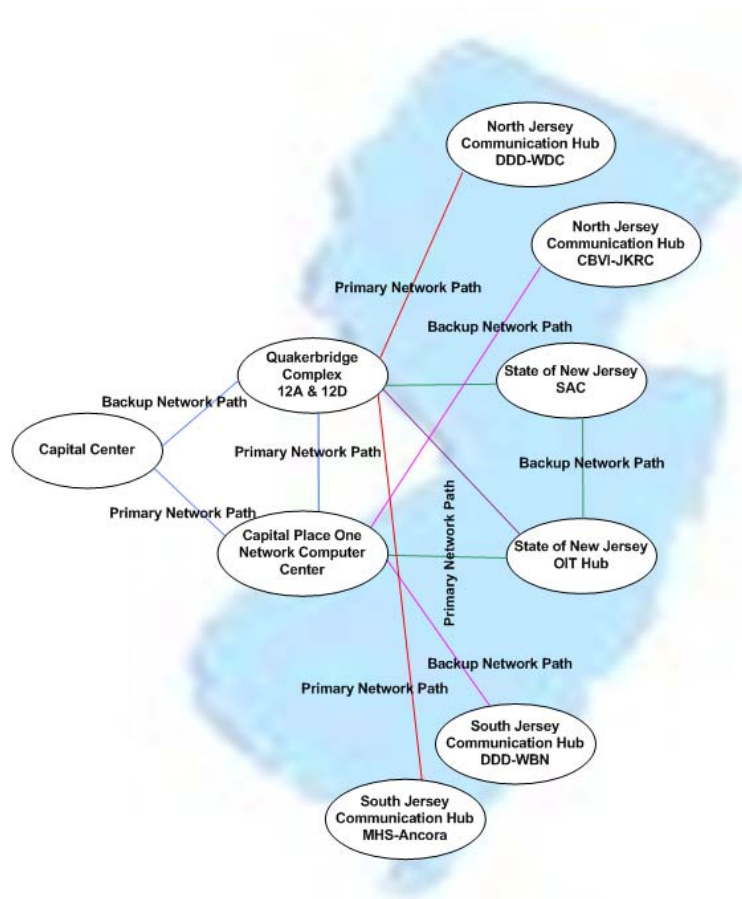 North Jersey
Communication Hub
DDD-WDC
North Jersey
Communication Hub
CBVI-JKRC
Primary Network Path
Backup Network Path
Quakerbridge
Complex
12A & 12D
State of New Jersey
SAC
Backup Network Path
Capital Center
Primary Network Path
Backup Network Path
Primary Network Path
Capital Place One
Network Computer
Center
Primary Network Path
State of New Jersey
OIT Hub
Backup Network Path
Primary Network Path
South Jersey
Communication Hub
DDD-WBN
South Jersey
Communication Hub
MHS-Ancora